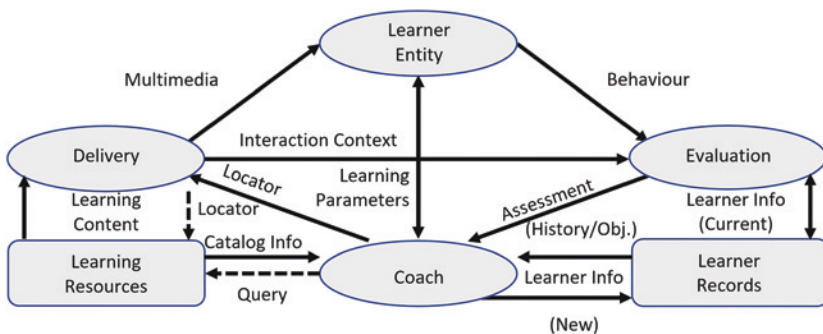 Learner
Entity
Multimedia
Behaviour
Interaction Context
Delivery
Evaluation
Locator
Learning
Parameters
Assessment
Learning
Content
Locator
Learner Info
(Current)
(History/Obj.)
Catalog Info
Learning
Resources
Coach
Learner
Records
Query
Learner Info
(New)